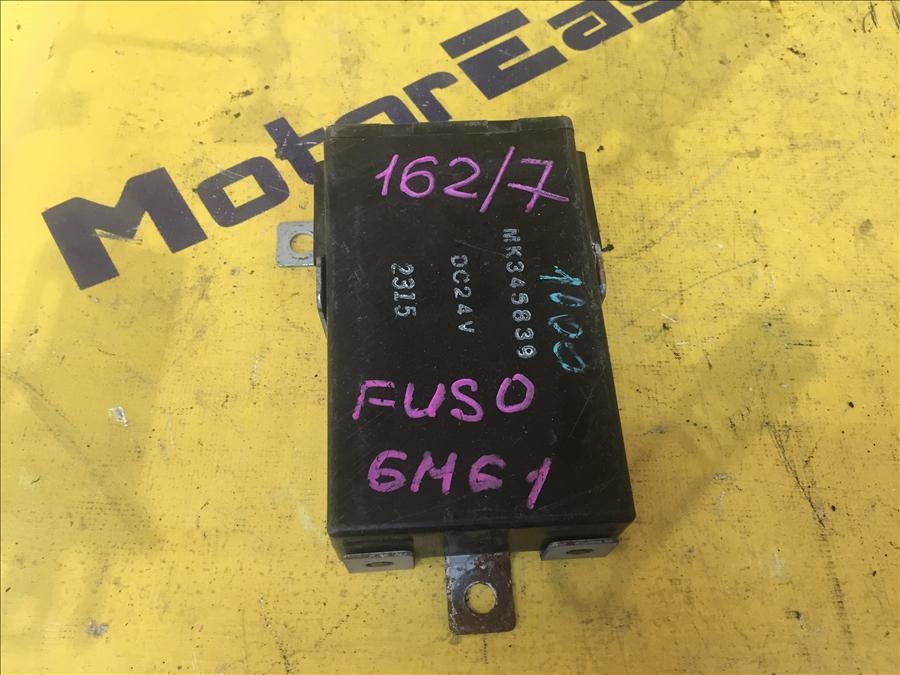 MotorEas
162/7
MK345839
DC24V
2315
1000
FUSO
6M61